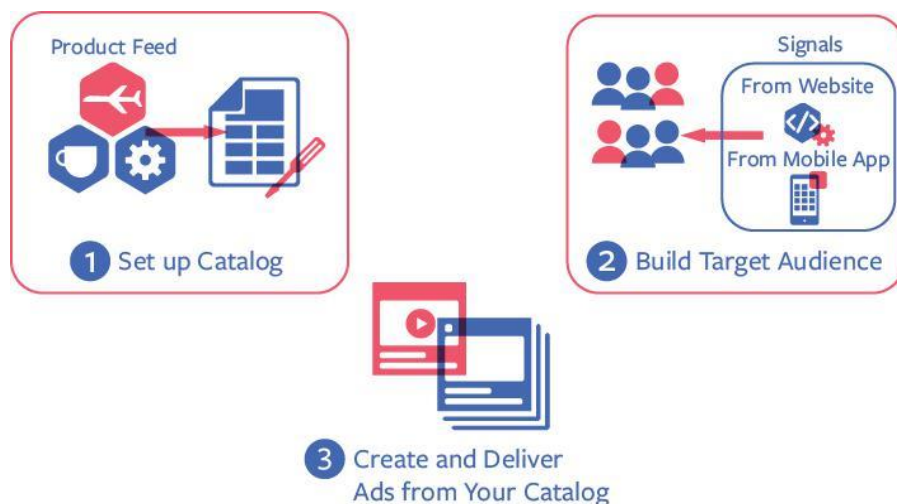 Product Feed
1 Set up Catalog
Signals
From Website
</>
From Mobile App
2 Build Target Audience
3 Create and Deliver
Ads from Your Catalog